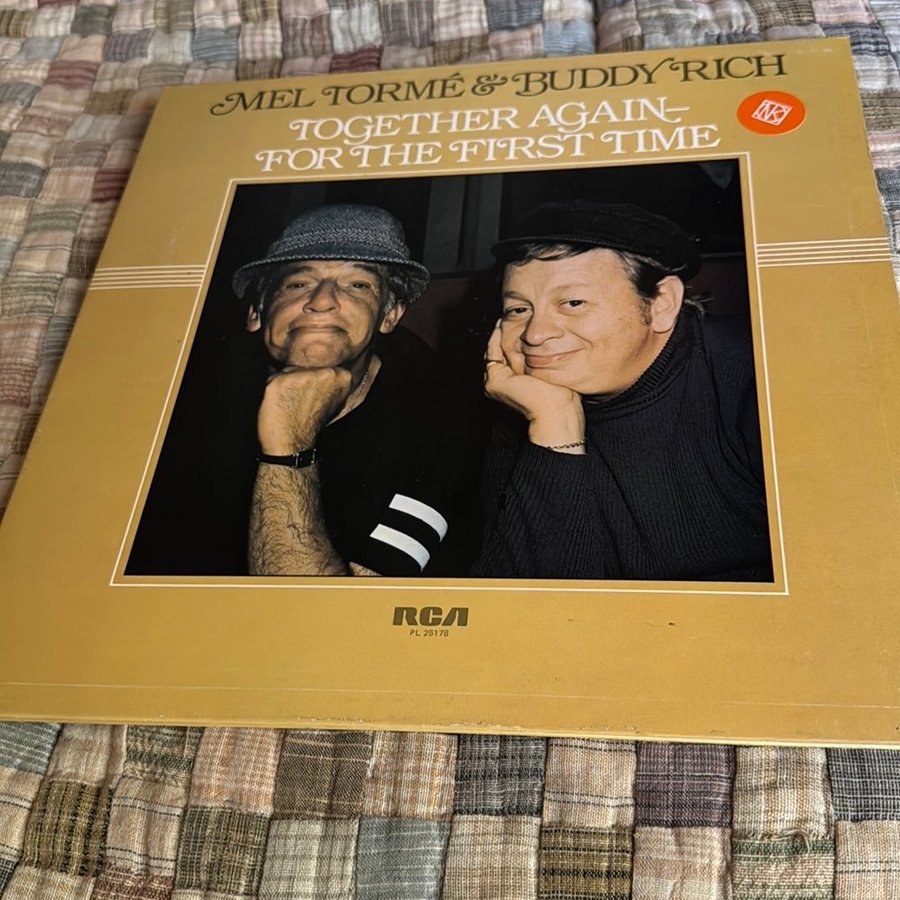 MEL TORMÉ & BUDDY RICH
TOGETHER AGAIN–
FOR THE FIRST TIME
RCA
PL 25178